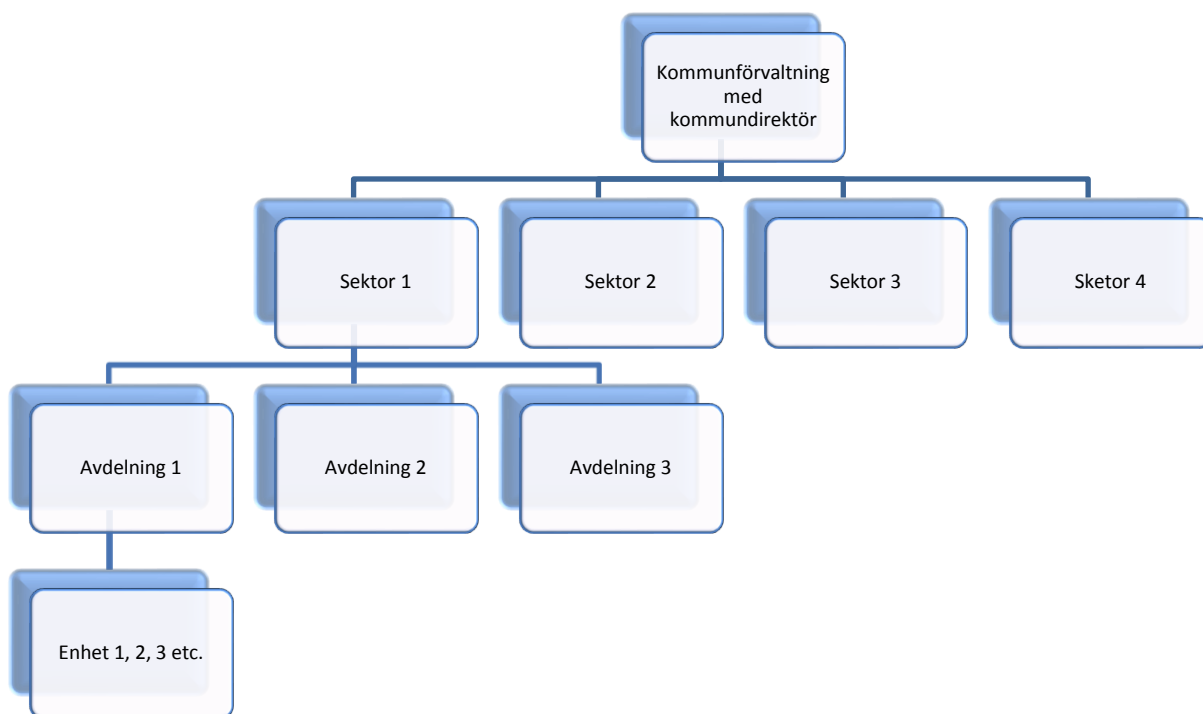 Kommunförvaltning
med
kommundirektör
Sektor 1
Sektor 2
Sektor 3
Sketor 4
Avdelning 1
Avdelning 2
Avdelning 3
Enhet 1, 2, 3 etc.